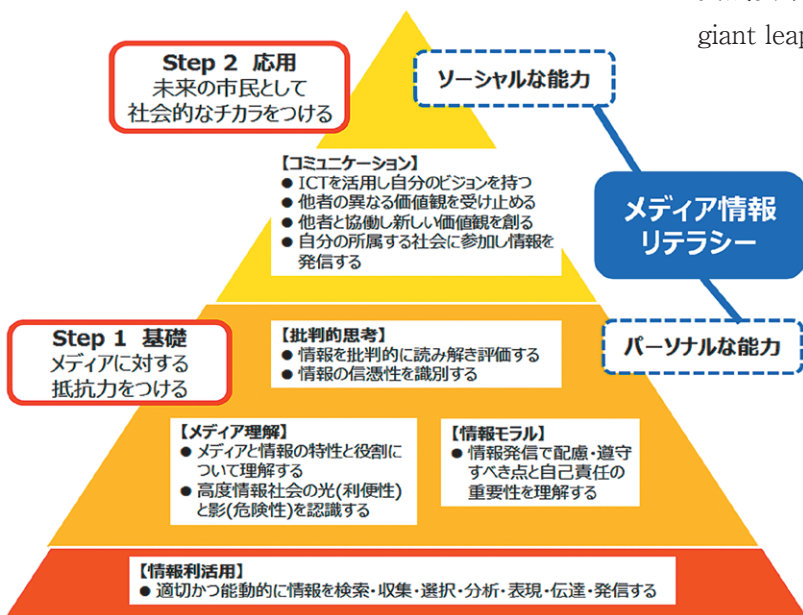 giant leap
Step 2 応用
未来の市民として
社会的なチカラをつける
ソーシャルな能力
【コミュニケーション】
● ICTを活用し自分のビジョンを持つ
● 他者の異なる価値観を受け止める
● 他者と協働し新しい価値観を創る
● 自分の所属する社会に参加し情報を
発信する
メディア情報
リテラシー
Step 1 基礎
メディアに対する
抵抗力をつける
【批判的思考】
● 情報を批判的に読み解き評価する
● 情報の信憑性を識別する
パーソナルな能力
【メディア理解】
● メディアと情報の特性と役割に
ついて理解する
● 高度情報社会の光(利便性)
と影(危険性)を認識する
【情報モラル】
● 情報発信で配慮・遵守
すべき点と自己責任の
重要性を理解する
【情報利活用】
● 適切かつ能動的に情報を検索・収集・選択・分析・表現・伝達・発信する